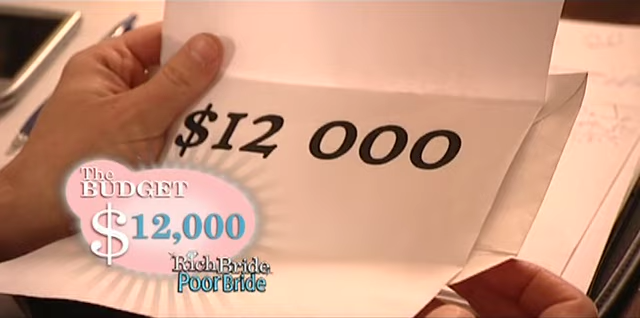 $12 000
The
BUDGET
$12,000
Rich Bride
Poor Bride